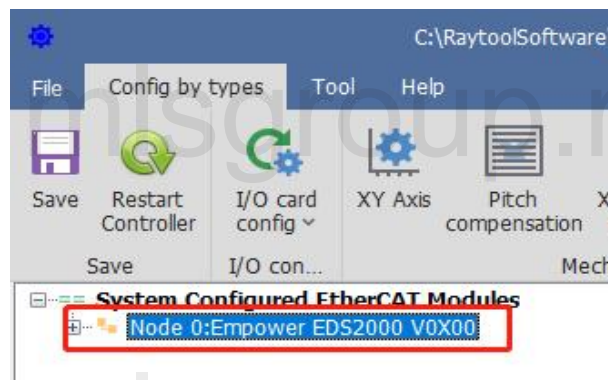 C:\RaytoolSoftware
File Config by types Tool Help
Save Restart Controller I/O card config XY Axis Pitch compensation X
Save I/O con... Mech
System Configured EtherCAT Modules
Node 0:Empower EDS2000 V0X00
mlsgroup.